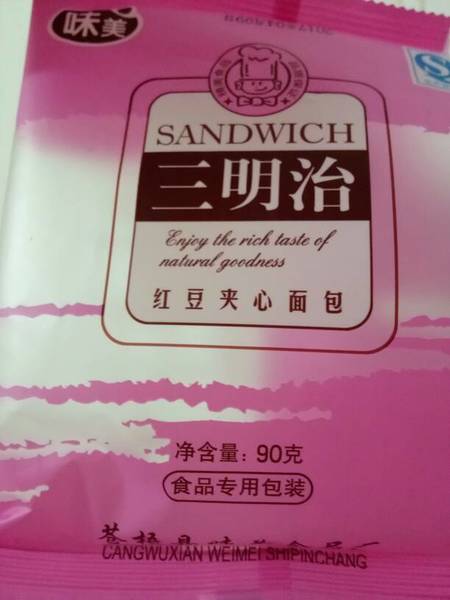 味美
SANDWICH
三明治
Enjoy the rich taste of
natural goodness
红豆夹心面包
净含量：90克
食品专用包装
CANGWUXIAN WEIMEI SHIPINCHANG